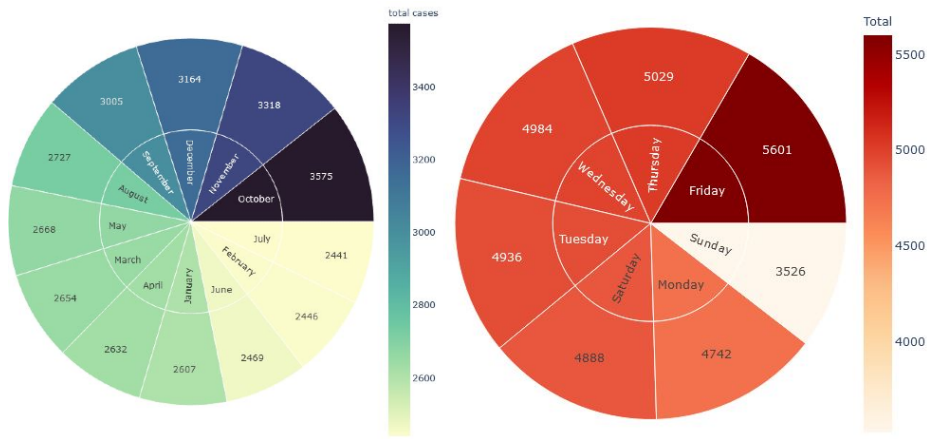 total cases
3400
3200
3000
2800
2600
3575
October
3318
November
3164
December
3005
September
2727
August
2668
May
2654
March
2632
April
2607
January
2469
June
2446
February
2441
July
Total
5500
5000
4500
4000
5601
Friday
5029
Thursday
4984
Wednesday
4936
Tuesday
4888
Saturday
4742
Monday
3526
Sunday